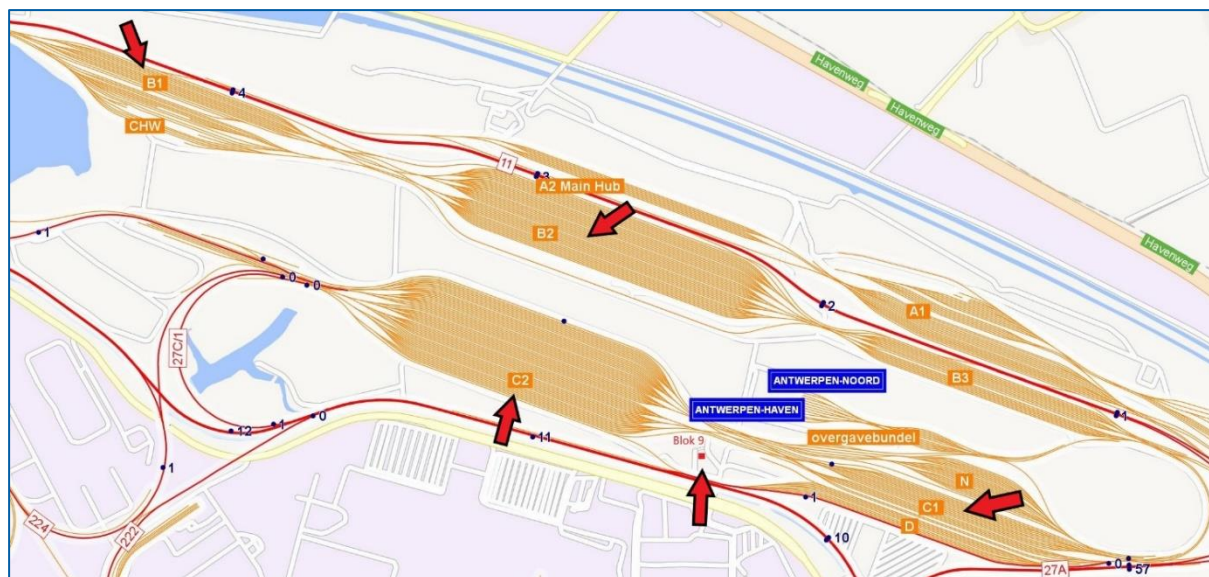 B1
4
CHW
Havenweg
Havenweg
Havenweg
11
3
A2 Main Hub
B2
1
0
0
2
A1
27C/1
C2
B3
ANTWERPEN-NOORD
ANTWERPEN-HAVEN
1
12
1
0
11
Blok 9
overgavebundel
N
1
1
C1
D
10
224
222
27A
0
57